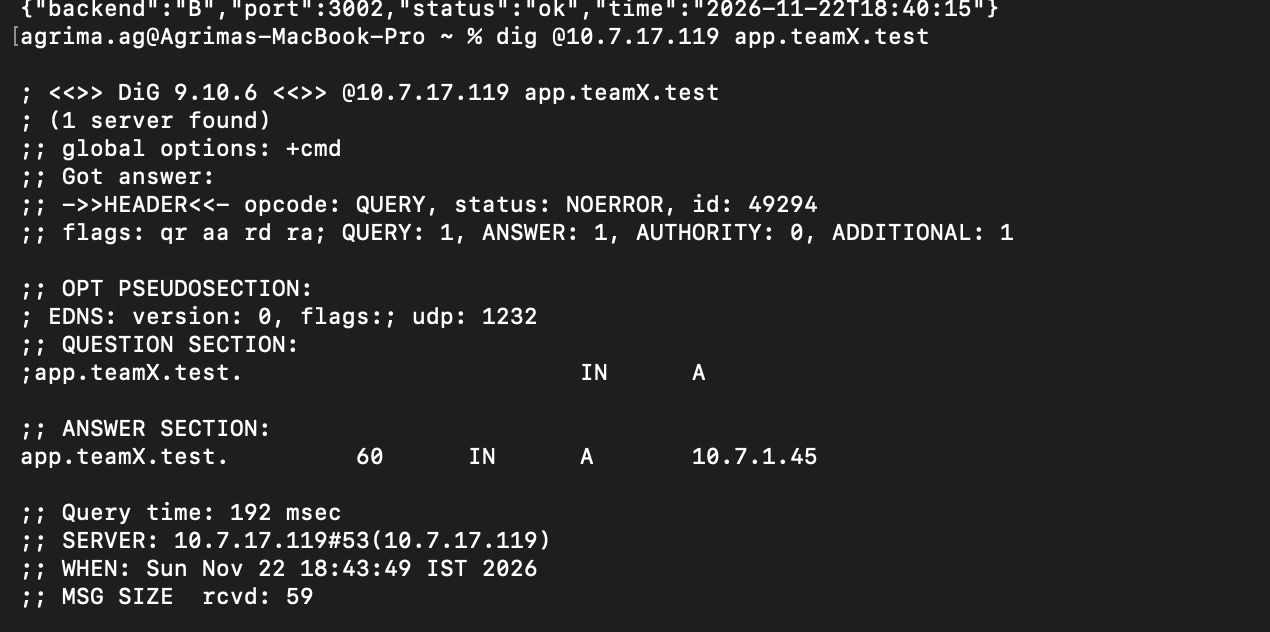 {"backend":"B","port":3002,"status":"ok","time":"2026-11-22T18:40:15"}
[agrima.ag@Agrimas-MacBook-Pro ~ % dig @10.7.17.119 app.teamX.test
; <<>> DiG 9.10.6 <<>> @10.7.17.119 app.teamX.test
; (1 server found)
;; global options: +cmd
;; Got answer:
;; ->>HEADER<<- opcode: QUERY, status: NOERROR, id: 49294
;; flags: qr aa rd ra; QUERY: 1, ANSWER: 1, AUTHORITY: 0, ADDITIONAL: 1
;; OPT PSEUDOSECTION:
; EDNS: version: 0, flags:; udp: 1232
;; QUESTION SECTION:
;app.teamX.test. IN A
;; ANSWER SECTION:
app.teamX.test. 60 IN A 10.7.1.45
;; Query time: 192 msec
;; SERVER: 10.7.17.119#53(10.7.17.119)
;; WHEN: Sun Nov 22 18:43:49 IST 2026
;; MSG SIZE  rcvd: 59